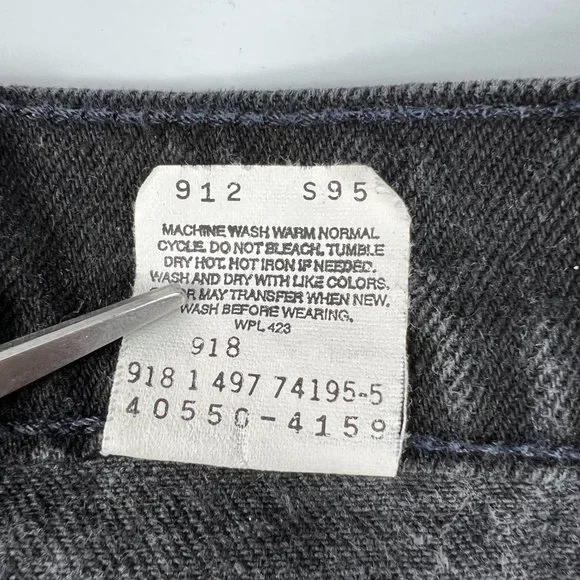 912 S95
MACHINE WASH WARM NORMAL
CYCLE. DO NOT BLEACH. TUMBLE
DRY HOT. HOT IRON IF NEEDED.
WASH AND DRY WITH LIKE COLORS.
MAY TRANSFER WHEN NEW.
WASH BEFORE WEARING.
WPL 423
918
918 1 497 74195-5
40550-4159